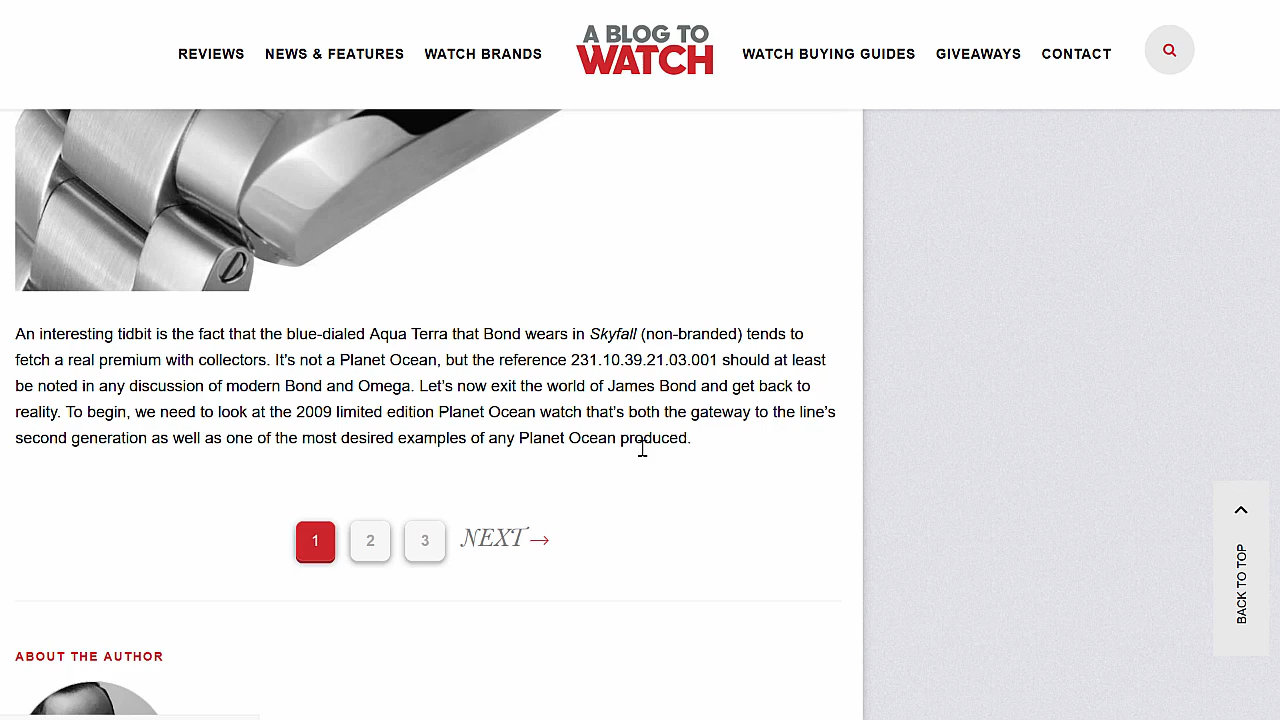 REVIEWS NEWS & FEATURES WATCH BRANDS A BLOG TO WATCH WATCH BUYING GUIDES GIVEAWAYS CONTACT
An interesting tidbit is the fact that the blue-dialed Aqua Terra that Bond wears in Skyfall (non-branded) tends to
fetch a real premium with collectors. It's not a Planet Ocean, but the reference 231.10.39.21.03.001 should at least
be noted in any discussion of modern Bond and Omega. Let's now exit the world of James Bond and get back to
reality. To begin, we need to look at the 2009 limited edition Planet Ocean watch that's both the gateway to the line's
second generation as well as one of the most desired examples of any Planet Ocean produced.
1 2 3 NEXT →
BACK TO TOP
ABOUT THE AUTHOR